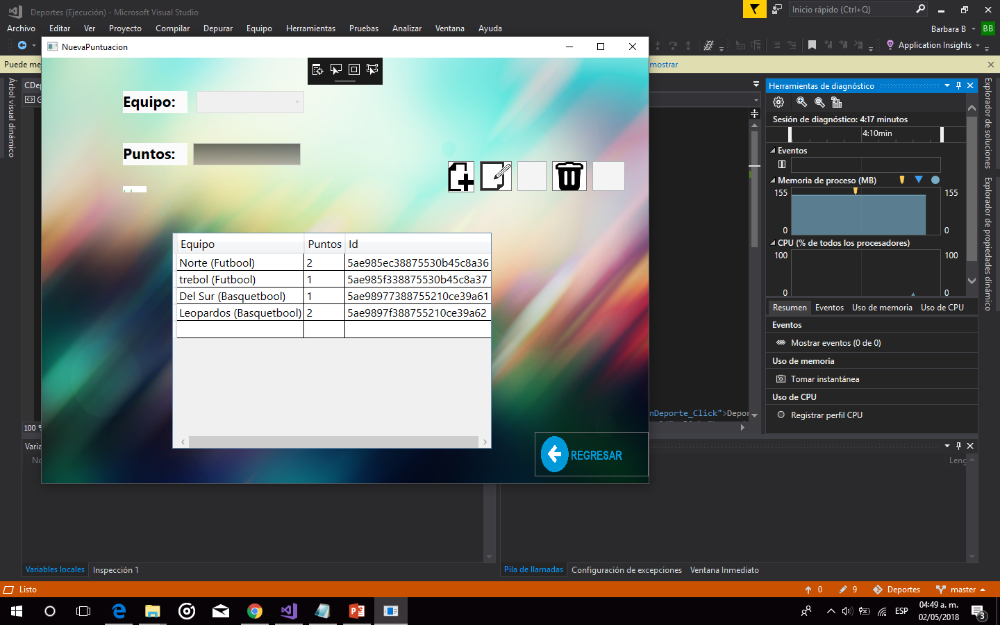 Deportes (Ejecución) - Microsoft Visual Studio
Inicio rápido (Ctrl+Q)
Archivo Editar Ver Proyecto Compilar Depurar Equipo Herramientas Pruebas Analizar Ventana Ayuda
Barbara B BB
Application Insights
NuevaPuntuacion
Puede me
mostrar
Árbol visual dinámico
CDep
Equipo:
Puntos:
Equipo Puntos Id
Norte (Futbool) 2 5ae985ec38875530b45c8a36
trebol (Futbool) 1 5ae985f338875530b45c8a37
Del Sur (Basquetbool) 1 5ae98977388755210ce39a61
Leopardos (Basquetbool) 2 5ae9897f388755210ce39a62
REGRESAR
Herramientas de diagnóstico
Sesión de diagnóstico: 4:17 minutos
4:10min
Eventos
Memoria de proceso (MB)
155 155
0 0
CPU (% de todos los procesadores)
100 100
0 0
Resumen Eventos Uso de memoria Uso de CPU
Eventos
Mostrar eventos (0 de 0)
Uso de memoria
Tomar instantánea
Uso de CPU
Registrar perfil CPU
Explorador de soluciones
Explorador de propiedades dinámico
nDeporte_Click">Depor
100 %
Varia
No
Leng
Variables locales Inspección 1
Pila de llamadas Configuración de excepciones Ventana Inmediato
Listo
0 9 Deportes master
ESP
04:49 a. m.
02/05/2018
3